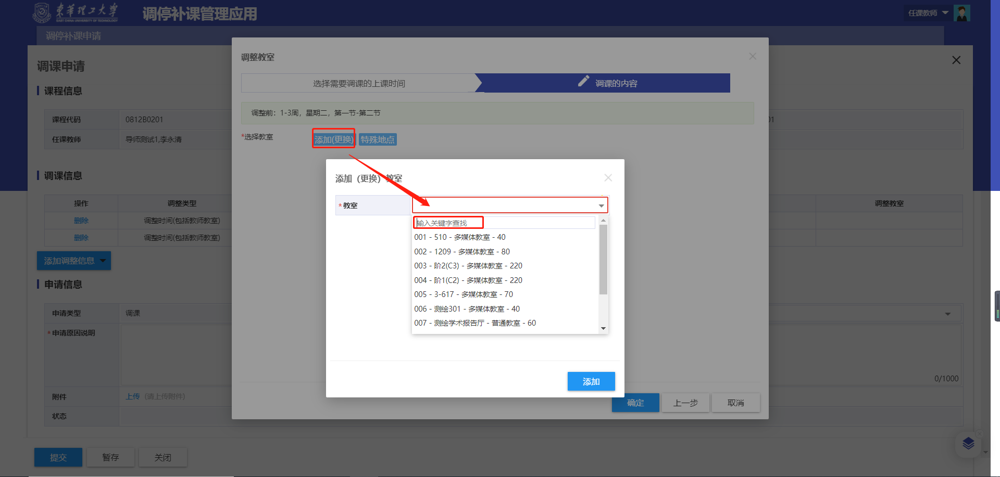 東華理工大学
EAST CHINA UNIVERSITY OF TECHNOLOGY
调停补课管理应用
任课教师
调停补课申请
调课申请
课程信息
课程代码
0812B0201
01
任课教师
导师测试1,李永清
调课信息
操作
调整类型
调整教室
删除
调整时间(包括教师教室)
删除
调整时间(包括教师教室)
添加调整信息
申请信息
申请类型
调课
*申请原因说明
0/1000
附件
上传 (请上传附件)
状态
提交
暂存
关闭
调整教室
选择需要调课的上课时间
调课的内容
调整前：1-3周，星期二，第一节-第二节
*选择教室
添加(更换)
特殊地点
添加（更换）教室
*教室
输入关键字查找
001 - 510 - 多媒体教室 - 40
002 - 1209 - 多媒体教室 - 80
003 - 阶2(C3) - 多媒体教室 - 220
004 - 阶1(C2) - 多媒体教室 - 220
005 - 3-617 - 多媒体教室 - 70
006 - 测绘301 - 多媒体教室 - 40
007 - 测绘学术报告厅 - 普通教室 - 60
添加
确定
上一步
取消